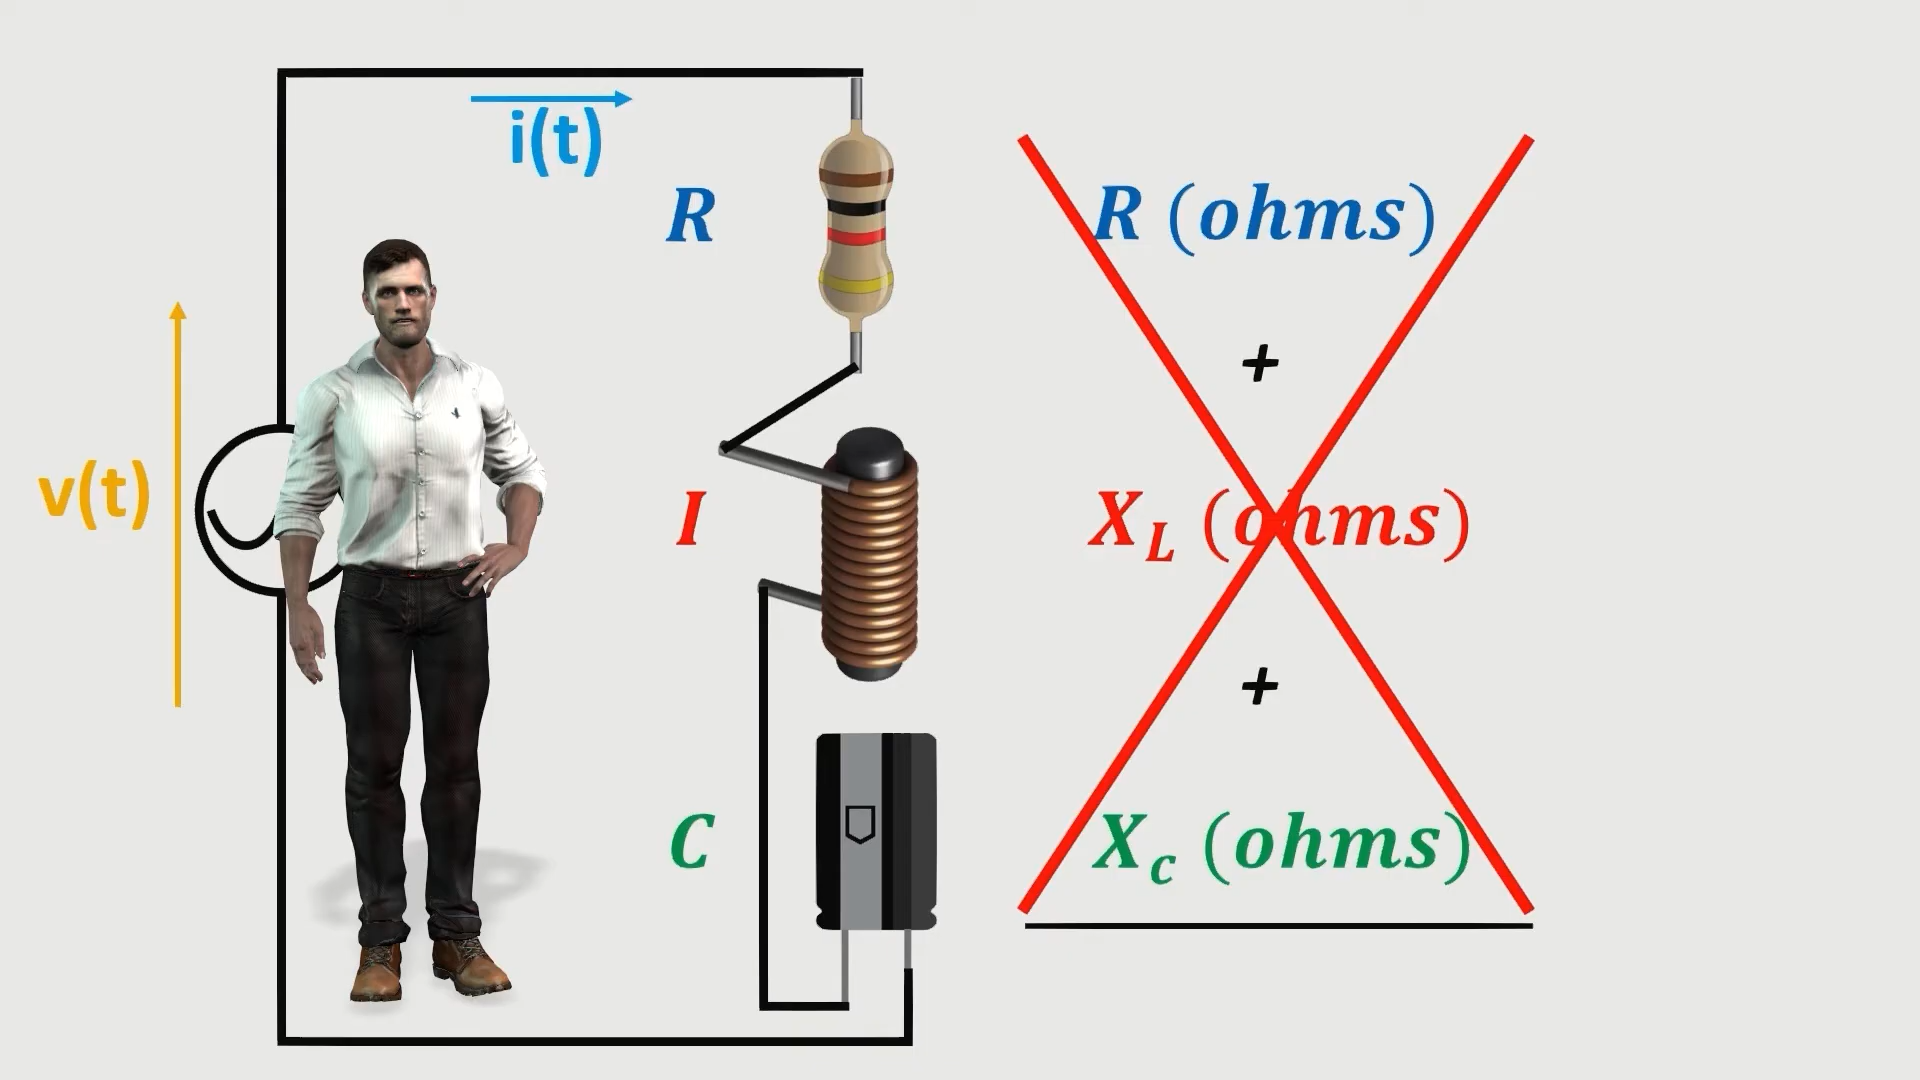 i(t)
R
R (ohms)
+
v(t)
I
X_L (ohms)
+
C
X_c (ohms)